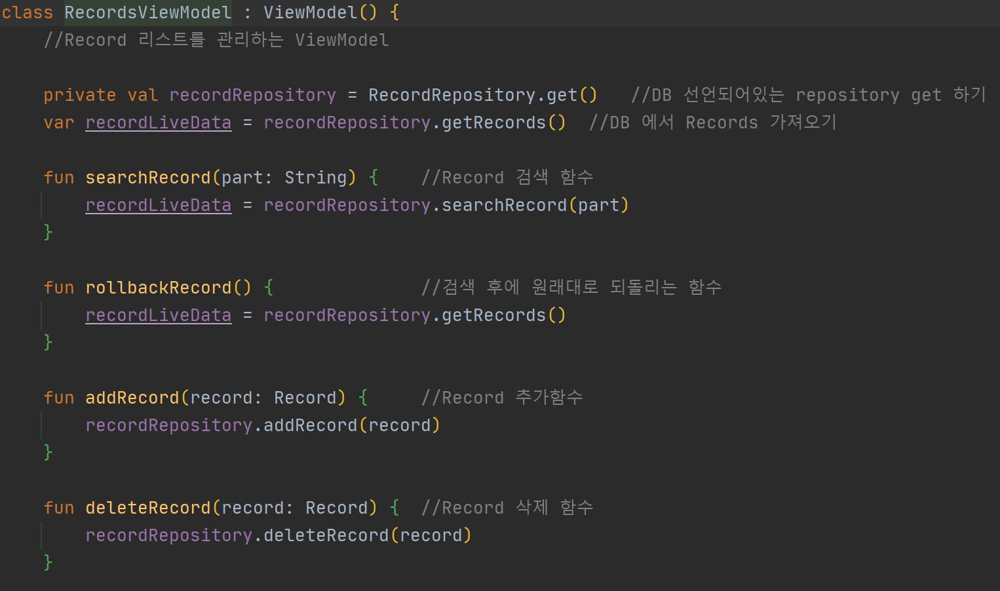 class RecordsViewModel : ViewModel() {
    //Record 리스트를 관리하는 ViewModel
    private val recordRepository = RecordRepository.get()   //DB 선언되어있는 repository get 하기
    var recordLiveData = recordRepository.getRecords()  //DB 에서 Records 가져오기
    fun searchRecord(part: String) {    //Record 검색 함수
        recordLiveData = recordRepository.searchRecord(part)
    }
    fun rollbackRecord() {              //검색 후에 원래대로 되돌리는 함수
        recordLiveData = recordRepository.getRecords()
    }
    fun addRecord(record: Record) {     //Record 추가함수
        recordRepository.addRecord(record)
    }
    fun deleteRecord(record: Record) {  //Record 삭제 함수
        recordRepository.deleteRecord(record)
    }